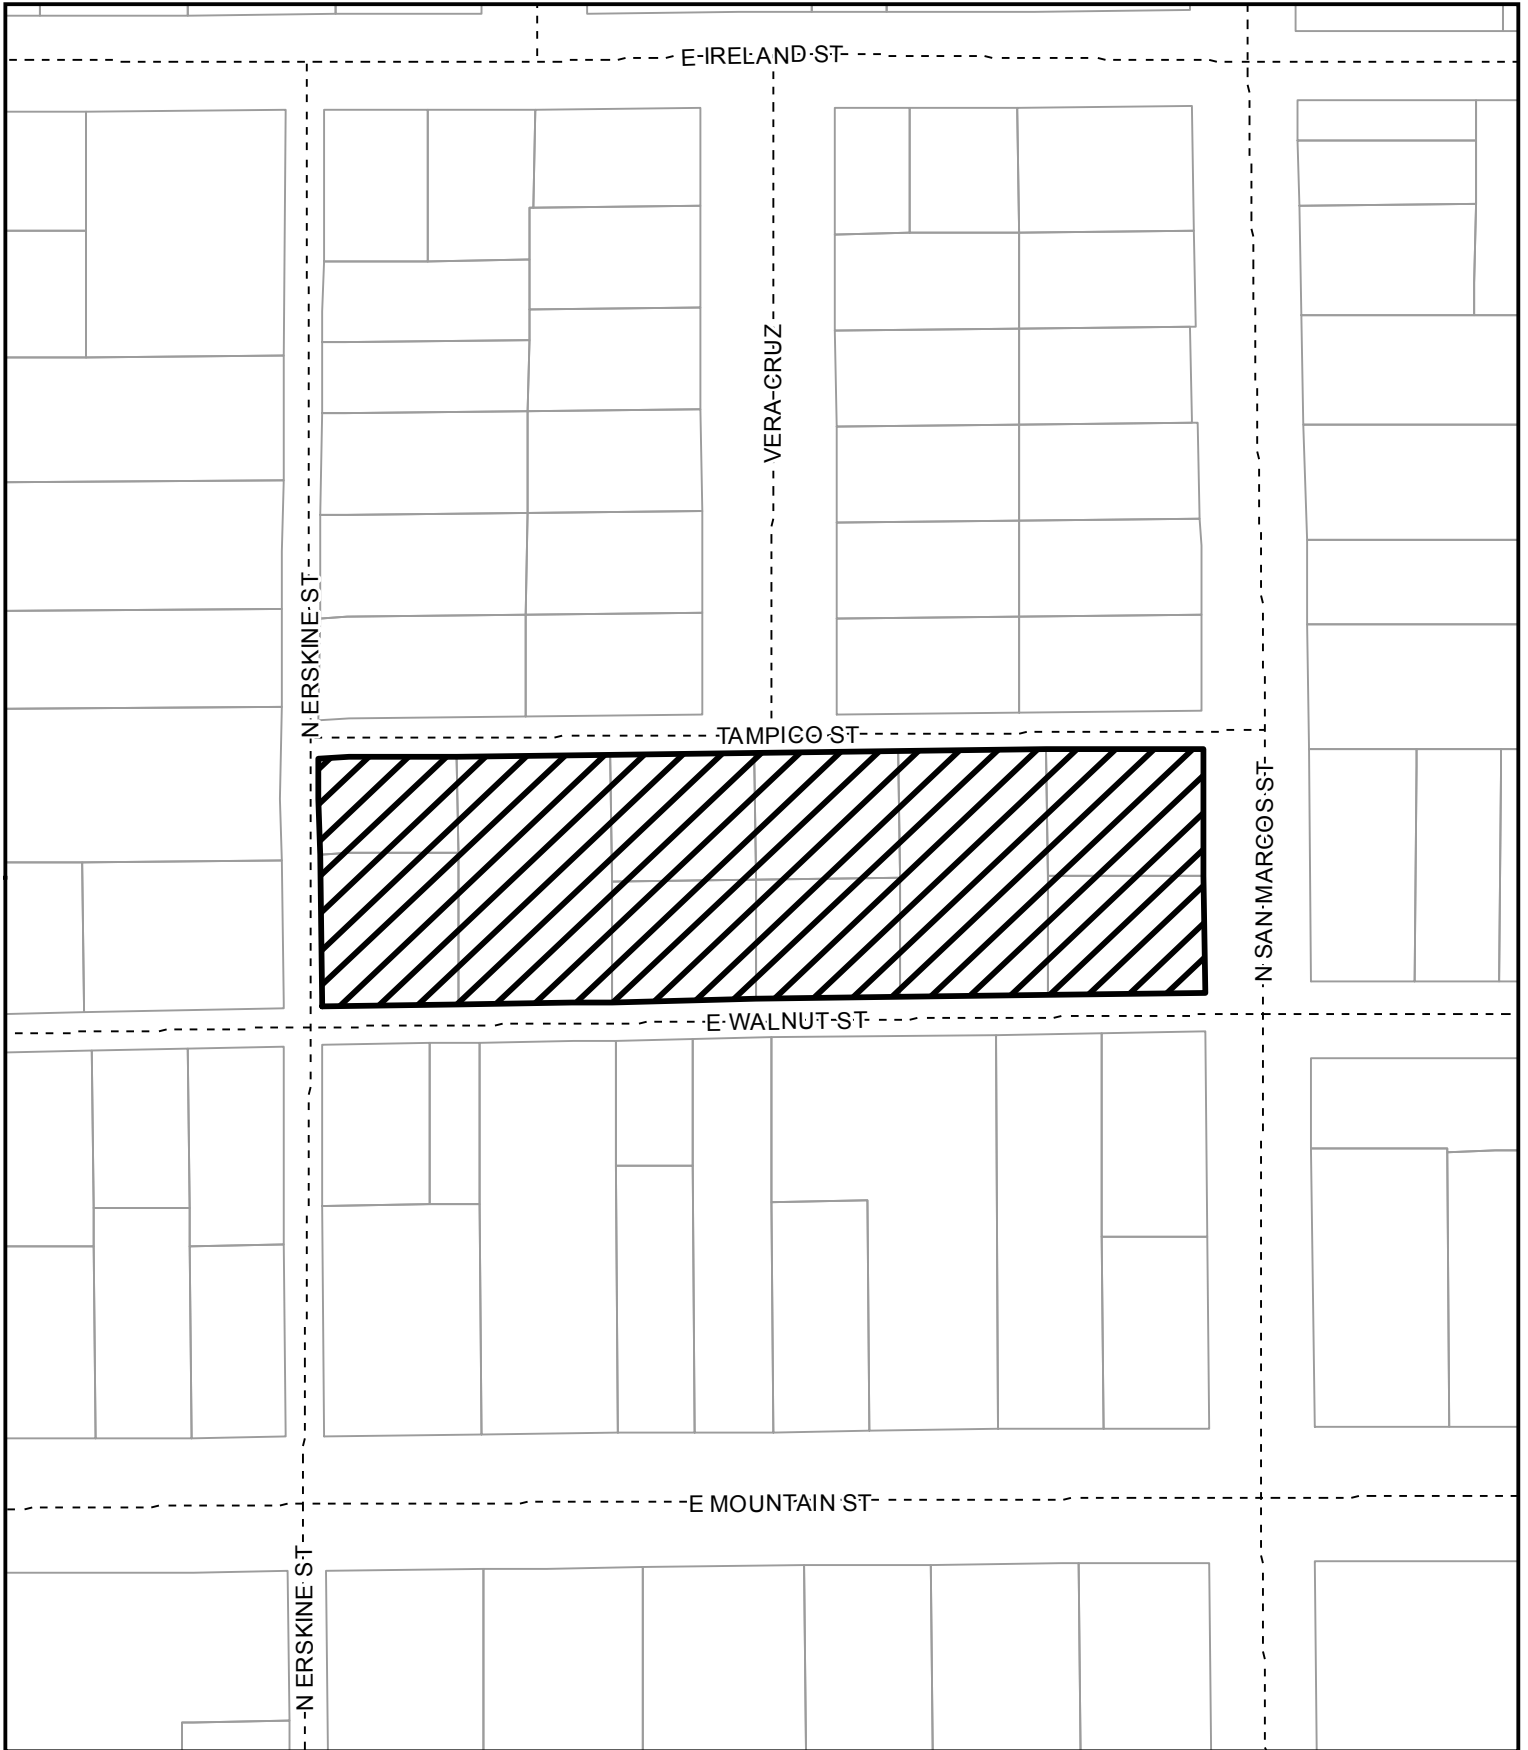 E IRELAND ST
VERA CRUZ
N ERSKINE ST
TAMPICO ST
N SAN MARCOS ST
E WALNUT ST
E MOUNTAIN ST
N ERSKINE ST